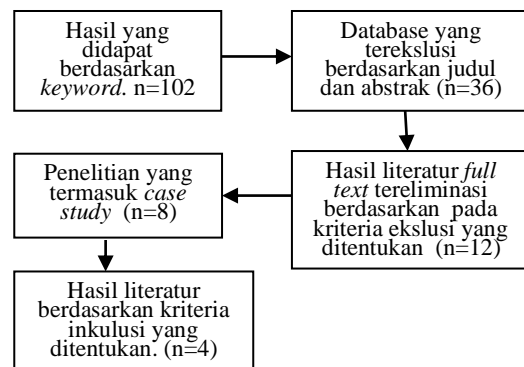 Hasil yang
didapat
berdasarkan
keyword. n=102
Database yang
terekslusi
berdasarkan judul
dan abstrak (n=36)
Hasil literatur full
text tereliminasi
berdasarkan pada
kriteria ekslusi yang
ditentukan (n=12)
Penelitian yang
termasuk case
study (n=8)
Hasil literatur
berdasarkan kriteria
inkulusi yang
ditentukan. (n=4)